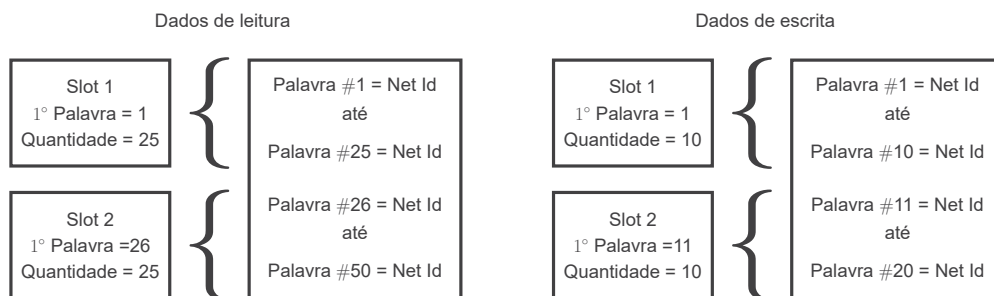 Dados de leitura
Slot 1
1° Palavra = 1
Quantidade = 25
Palavra #1 = Net Id
até
Palavra #25 = Net Id
Slot 2
1° Palavra =26
Quantidade = 25
Palavra #26 = Net Id
até
Palavra #50 = Net Id
Dados de escrita
Slot 1
1° Palavra = 1
Quantidade = 10
Palavra #1 = Net Id
até
Palavra #10 = Net Id
Slot 2
1° Palavra =11
Quantidade = 10
Palavra #11 = Net Id
até
Palavra #20 = Net Id